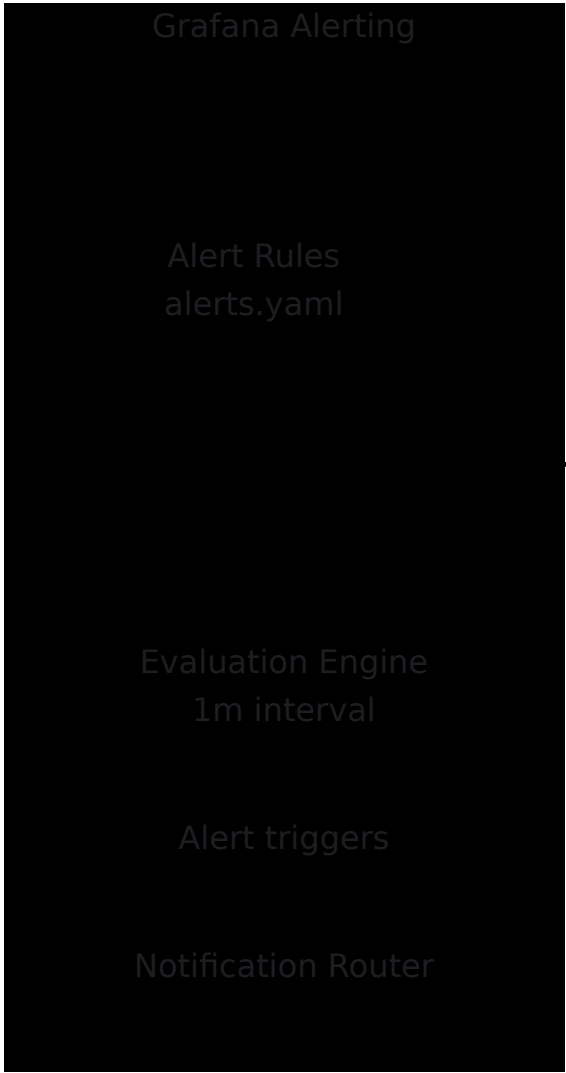 Grafana Alerting
Alert Rules
alerts.yaml
Evaluation Engine
1m interval
Alert triggers
Notification Router